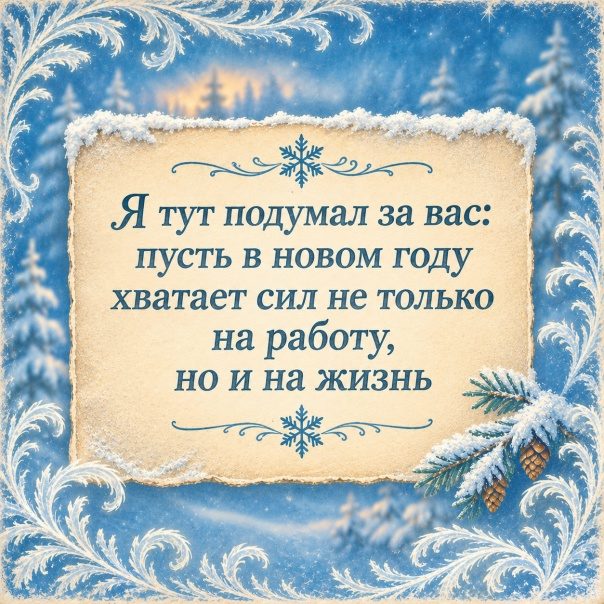 Я тут подумал за вас:
пусть в новом году
хватает сил не только
на работу,
но и на жизнь